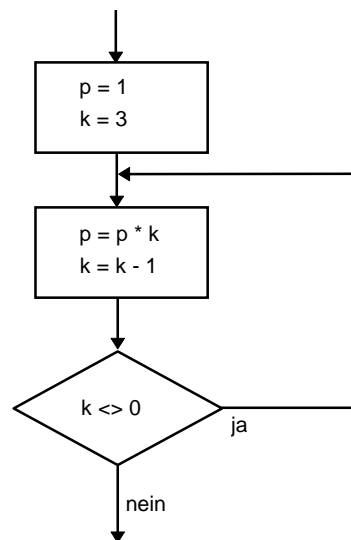 p = 1
k = 3
p = p * k
k = k - 1
k <> 0
ja
nein